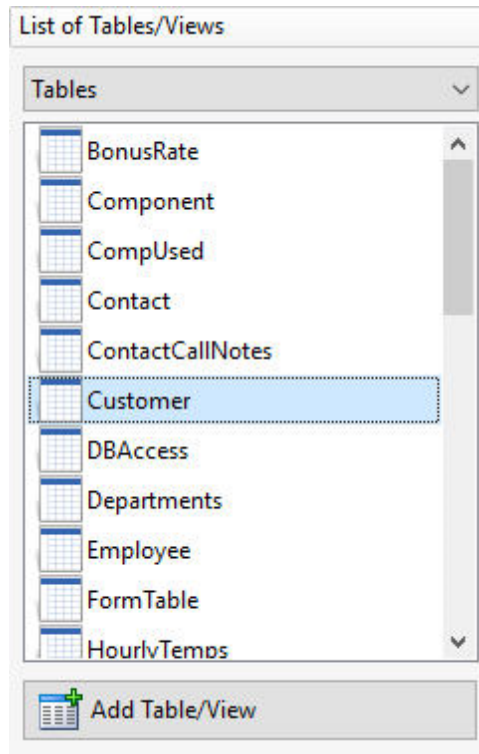 List of Tables/Views
Tables
BonusRate
Component
CompUsed
Contact
ContactCallNotes
Customer
DBAccess
Departments
Employee
FormTable
HourlyTemps
Add Table/View